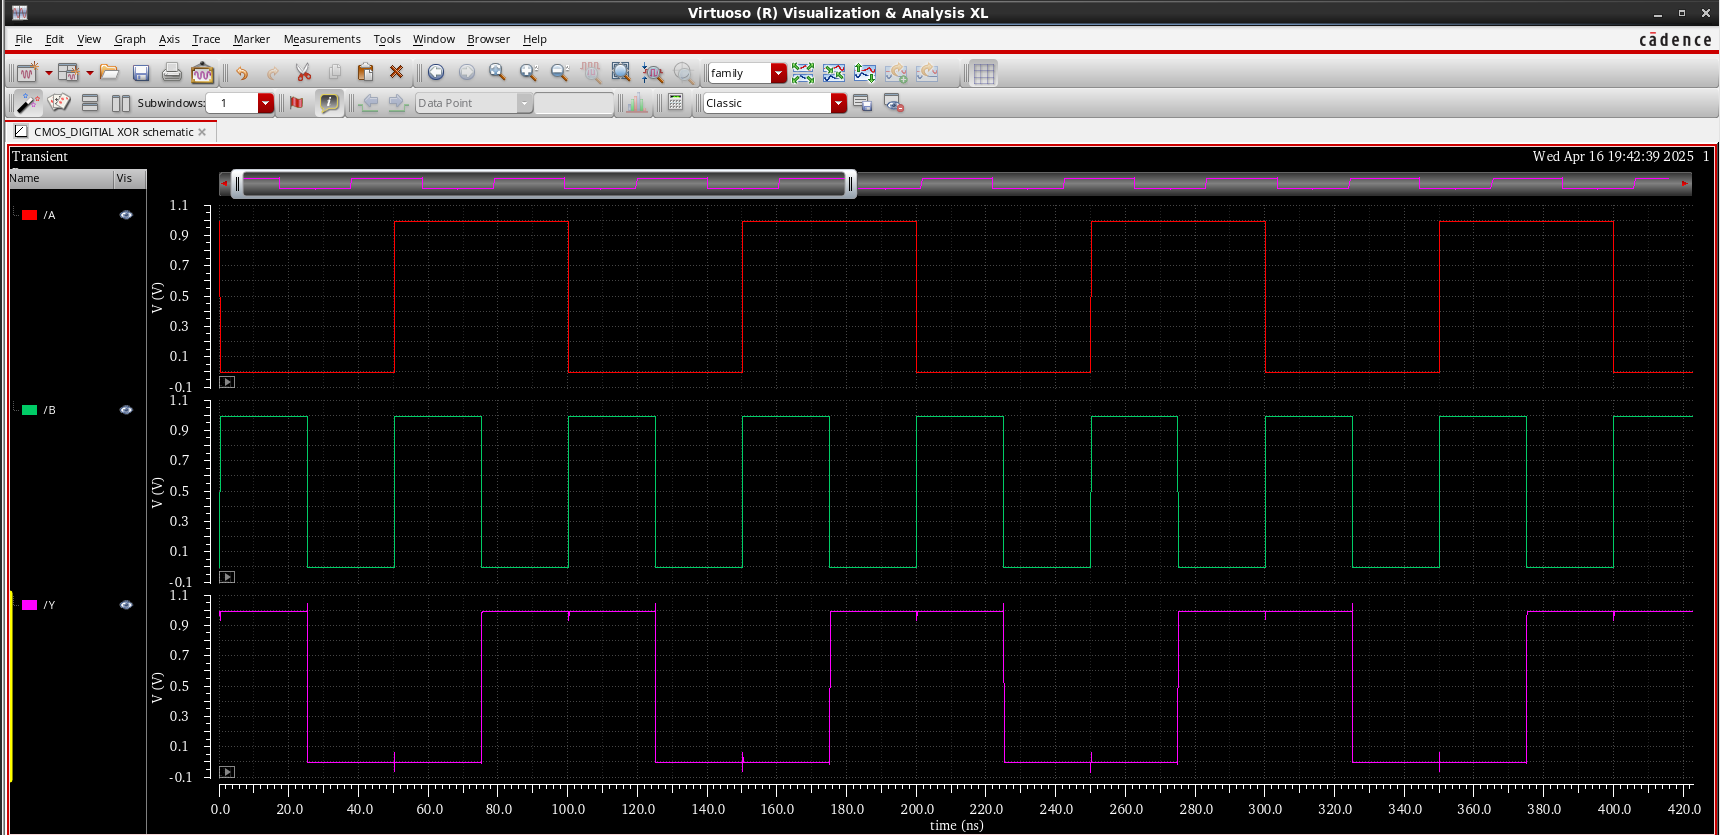 Virtuoso (R) Visualization & Analysis XL
File Edit View Graph Axis Trace Marker Measurements Tools Window Browser Help
cādence
family
Subwindows: 1
Data Point
Classic
CMOS_DIGITIAL XOR schematic
Transient
Wed Apr 16 19:42:39 2025 1
Name Vis
/A
1.1
0.9
0.7
0.5
0.3
0.1
-0.1
V (V)
/B
1.1
0.9
0.7
0.5
0.3
0.1
-0.1
V (V)
/Y
1.1
0.9
0.7
0.5
0.3
0.1
-0.1
V (V)
0.0 20.0 40.0 60.0 80.0 100.0 120.0 140.0 160.0 180.0 200.0 220.0 240.0 260.0 280.0 300.0 320.0 340.0 360.0 380.0 400.0 420.0
time (ns)